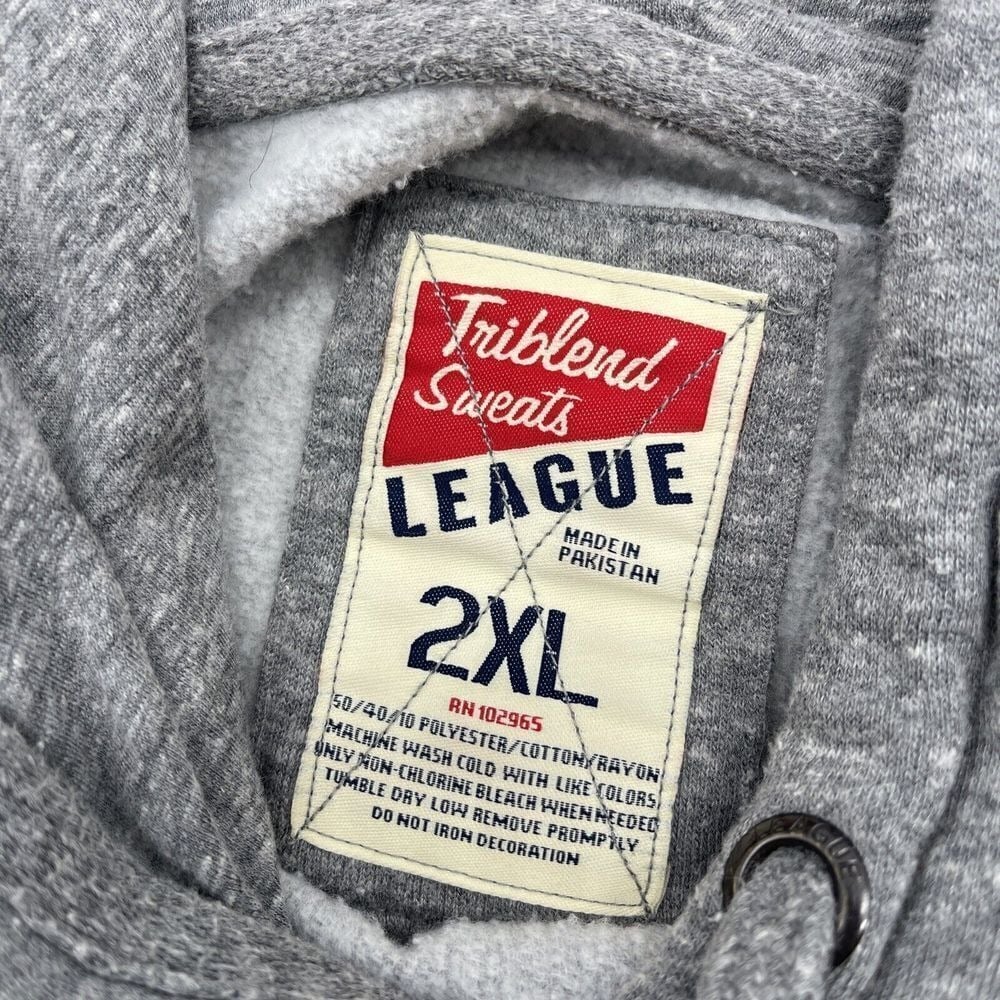 Triblend
Sweats
LEAGUE
MADE IN
PAKISTAN
2XL
RN 102965
50/40/10 POLYESTER/COTTON/RAYON
MACHINE WASH COLD WITH LIKE COLORS
ONLY NON-CHLORINE BLEACH WHEN NEEDED
TUMBLE DRY LOW REMOVE PROMPTLY
DO NOT IRON DECORATION